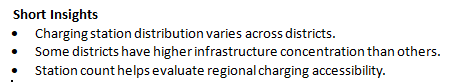 Short Insights
• Charging station distribution varies across districts.
• Some districts have higher infrastructure concentration than others.
• Station count helps evaluate regional charging accessibility.